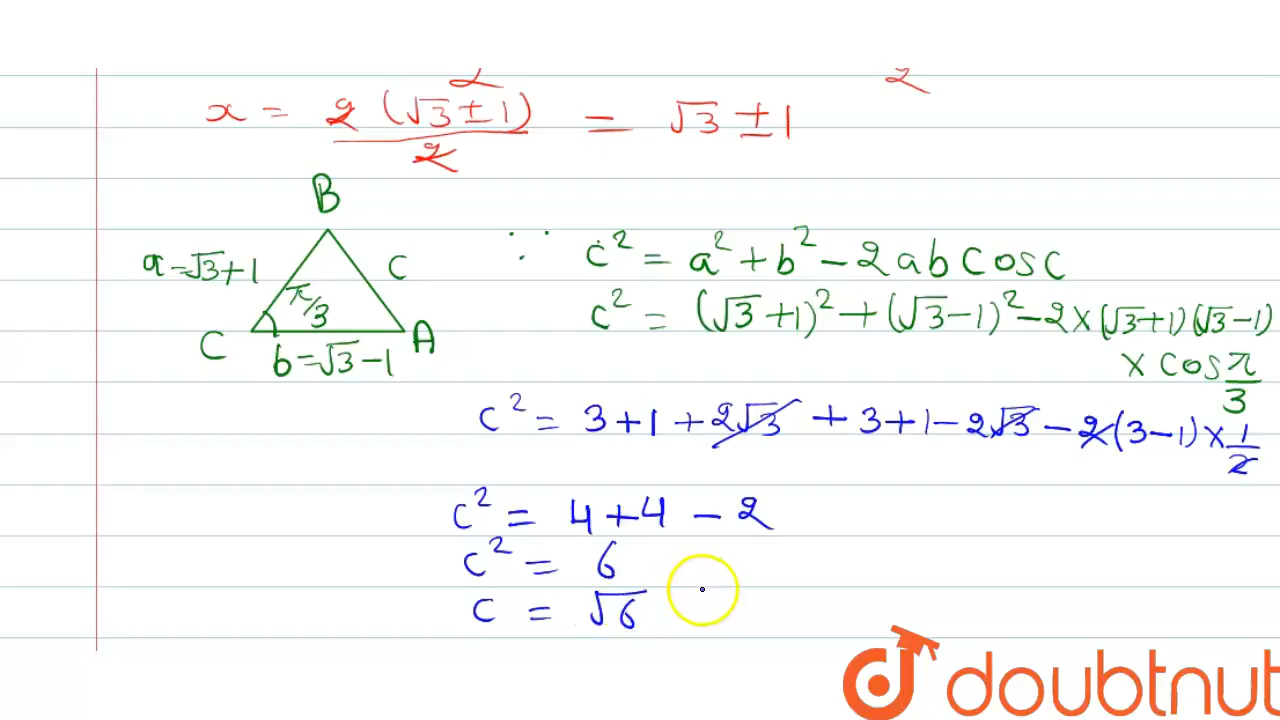 2 2
x = 2(√3 ± 1)/2 = √3 ± 1
B
a = √3 + 1
c
π/3
C
A
b = √3 - 1
∵ c² = a² + b² - 2ab cos c
c² = (√3 + 1)² + (√3 - 1)² - 2 × (√3 + 1)(√3 - 1)
× cos π/3
c² = 3 + 1 + 2√3 + 3 + 1 - 2√3 - 2(3 - 1) × 1/2
c² = 4 + 4 - 2
c² = 6
c = √6
doubtnut